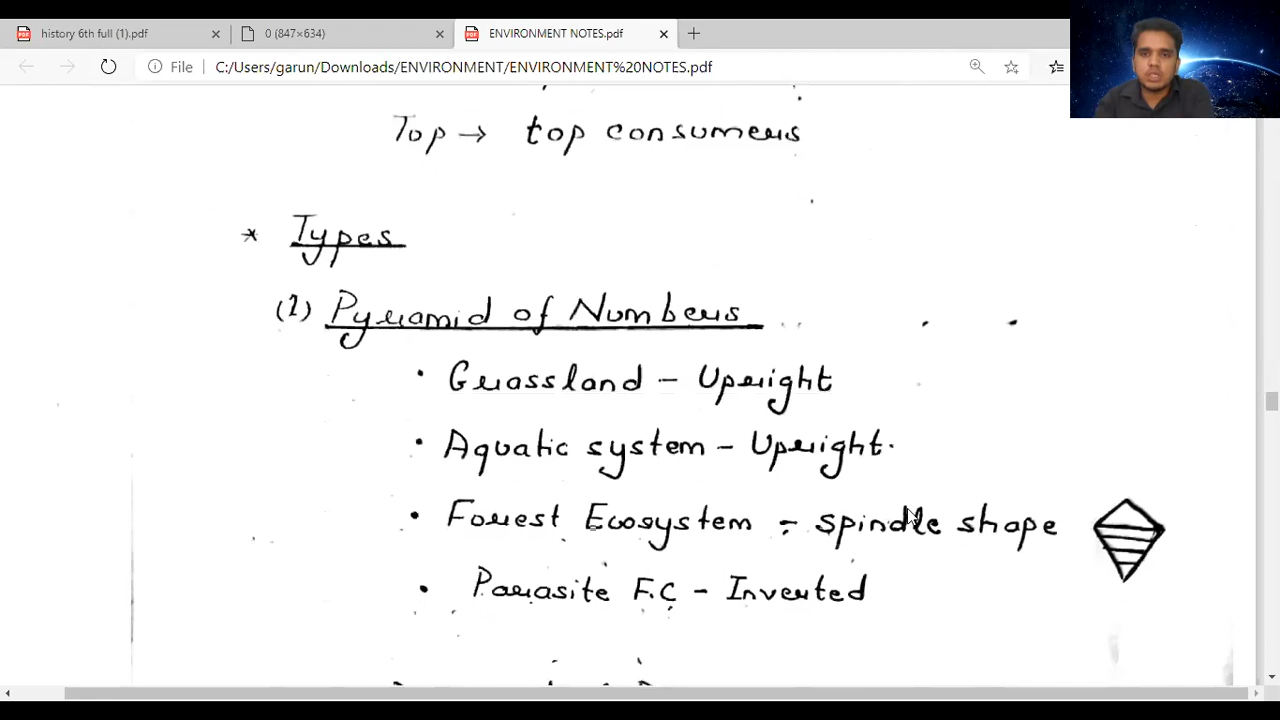 history 6th full (1).pdf
0 (847×634)
ENVIRONMENT NOTES.pdf
File
C:/Users/garun/Downloads/ENVIRONMENT/ENVIRONMENT%20NOTES.pdf
Top → top consumers
* Types
(1) Pyramid of Numbers
• Grassland – Upright
• Aquatic system – Upright.
• Forest Ecosystem ÷ spindle shape
• Parasite F.C – Inverted